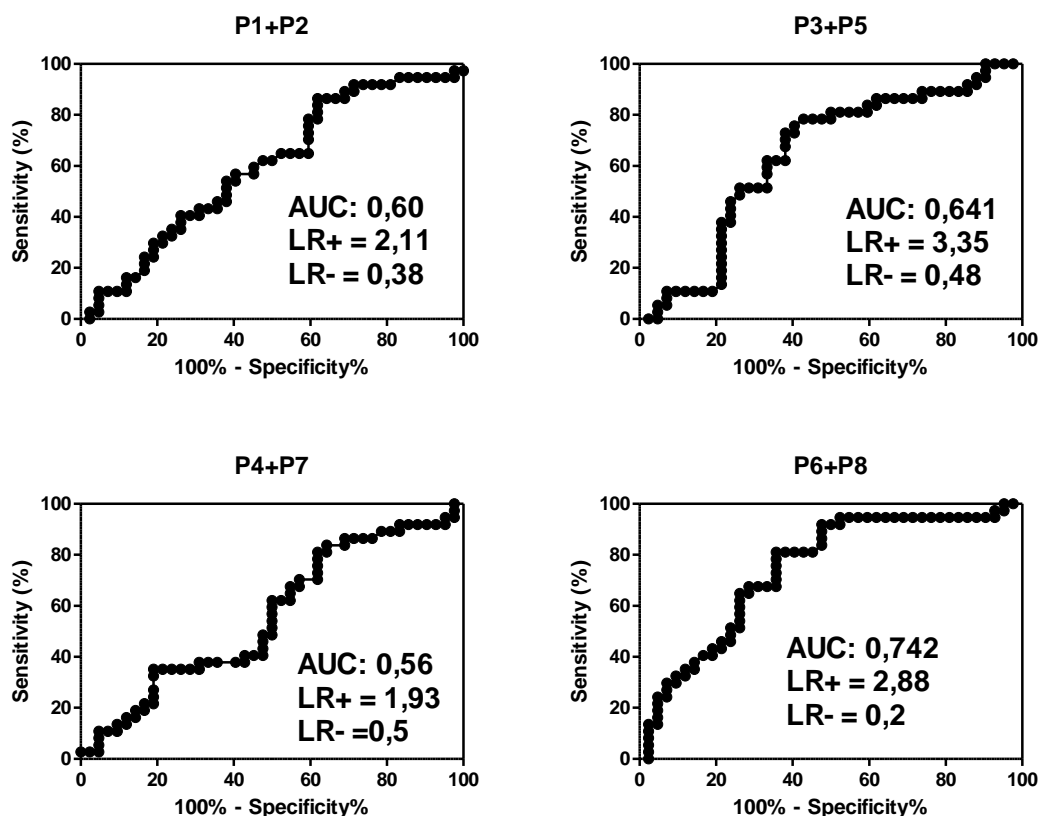 P1+P2
100
80
60
40
20
0
Sensitivity (%)
AUC: 0,60
LR+ = 2,11
LR- = 0,38
0 20 40 60 80 100
100% - Specificity%
P3+P5
100
80
60
40
20
0
Sensitivity (%)
AUC: 0,641
LR+ = 3,35
LR- = 0,48
0 20 40 60 80 100
100% - Specificity%
P4+P7
100
80
60
40
20
0
Sensitivity (%)
AUC: 0,56
LR+ = 1,93
LR- =0,5
0 20 40 60 80 100
100% - Specificity%
P6+P8
100
80
60
40
20
0
Sensitivity (%)
AUC: 0,742
LR+ = 2,88
LR- = 0,2
0 20 40 60 80 100
100% - Specificity%